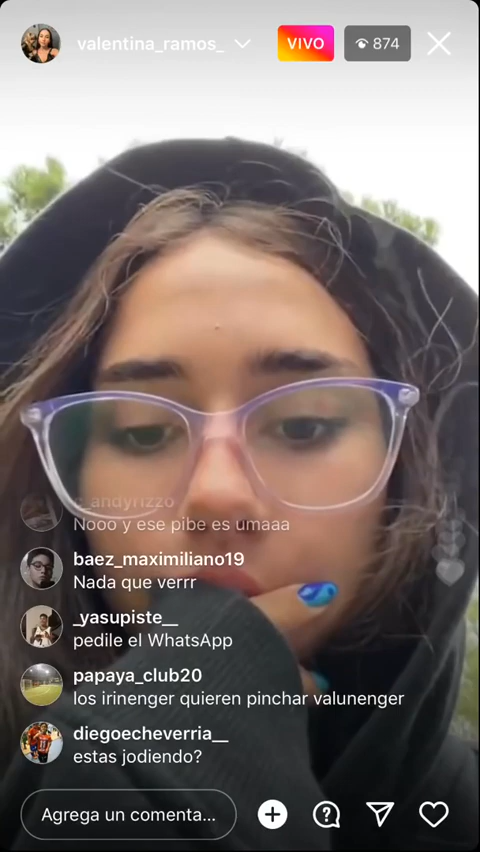 valentina_ramos_
VIVO
874
c_andyrizzo
Nooo y ese pibe es umaaa
baez_maximiliano19
Nada que verrr
_yasupiste__
pedile el WhatsApp
papaya_club20
los irinenger quieren pinchar valunenger
diegoecheverria__
estas jodiendo?
Agrega un comenta...